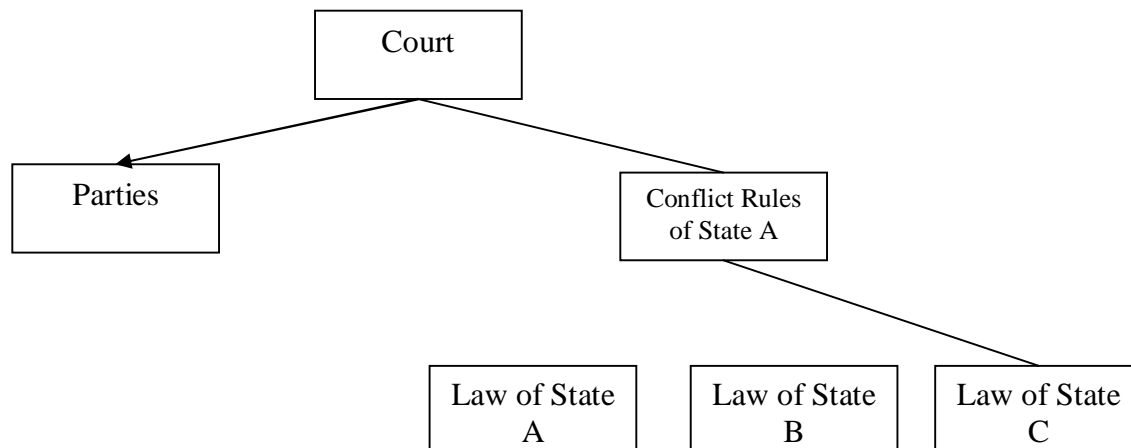 Court
Parties
Conflict Rules
of State A
Law of State
A
Law of State
B
Law of State
C